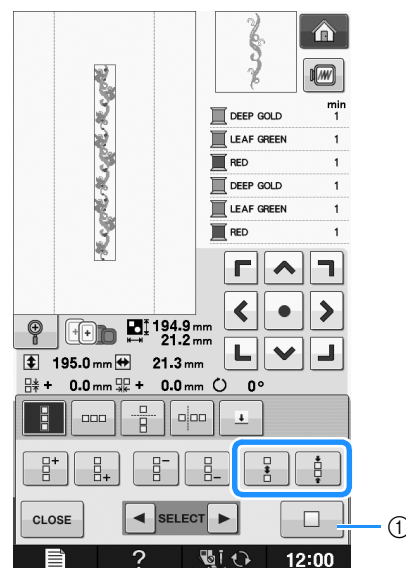 min
DEEP GOLD 1
LEAF GREEN 1
RED 1
DEEP GOLD 1
LEAF GREEN 1
RED 1
194.9 mm
21.2 mm
195.0 mm 21.3 mm
+ 0.0 mm + 0.0 mm 0°
CLOSE SELECT ①
? 12:00